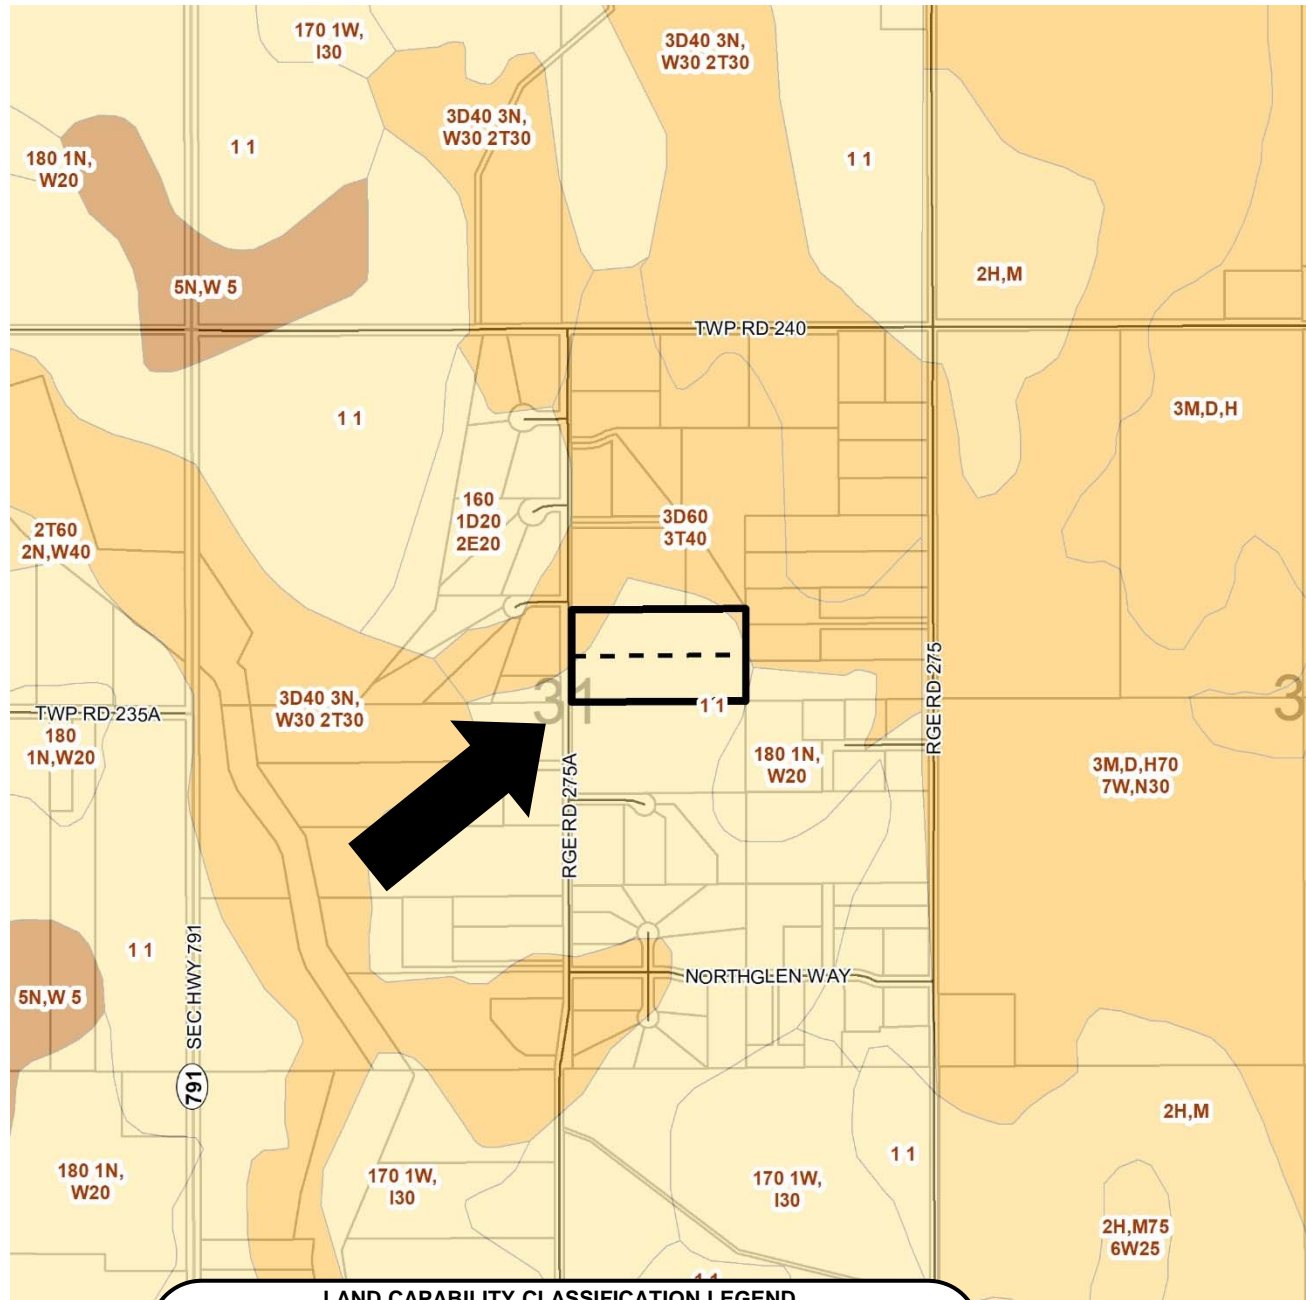 170 1W,
I30
3D40 3N,
W30 2T30
3D40 3N,
W30 2T30
1 1
180 1N,
W20
1 1
2H,M
5N,W 5
TWP RD 240
1 1
3M,D,H
160
1D20
2E20
3D60
3T40
2T60
2N,W40
RGE RD 275
31
3
3D40 3N,
W30 2T30
1 1
TWP RD 235A
180
1N,W20
180 1N,
W20
3M,D,H70
7W,N30
RGE RD 275A
1 1
SEC HWY 791
NORTHGLEN WAY
5N,W 5
791
2H,M
1 1
180 1N,
W20
170 1W,
I30
170 1W,
I30
2H,M75
6W25
1 1
LAND CAPABILITY CLASSIFICATION LEGEND